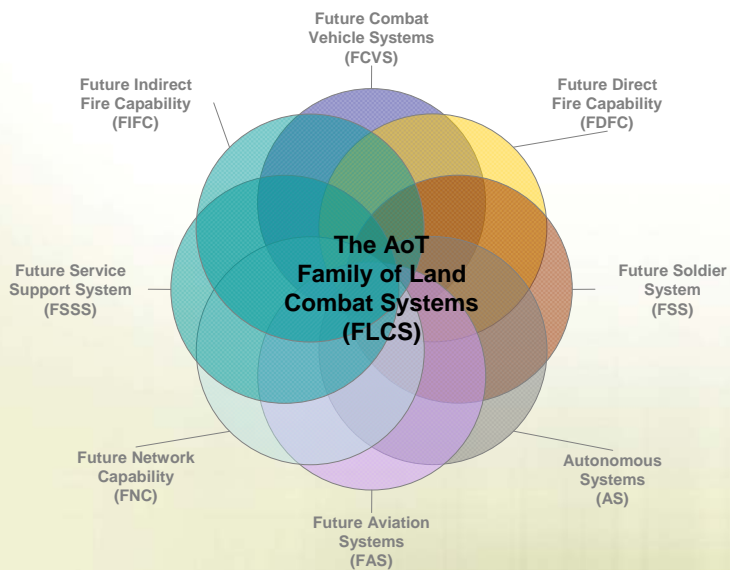 Future Combat
Vehicle Systems
(FCVS)
Future Indirect
Fire Capability
(FIFC)
Future Direct
Fire Capability
(FDFC)
The AoT
Family of Land
Combat Systems
(FLCS)
Future Service
Support System
(FSSS)
Future Soldier
System
(FSS)
Future Network
Capability
(FNC)
Autonomous
Systems
(AS)
Future Aviation
Systems
(FAS)